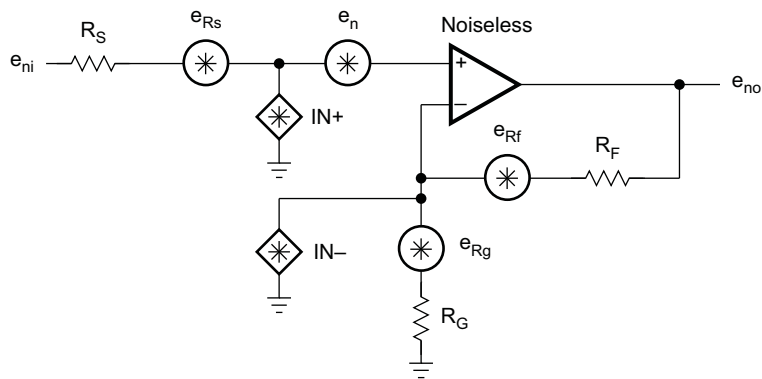 Noiseless
e_Rs
e_n
R_S
e_ni
+
e_no
IN+
–
e_Rf
R_F
IN–
e_Rg
R_G